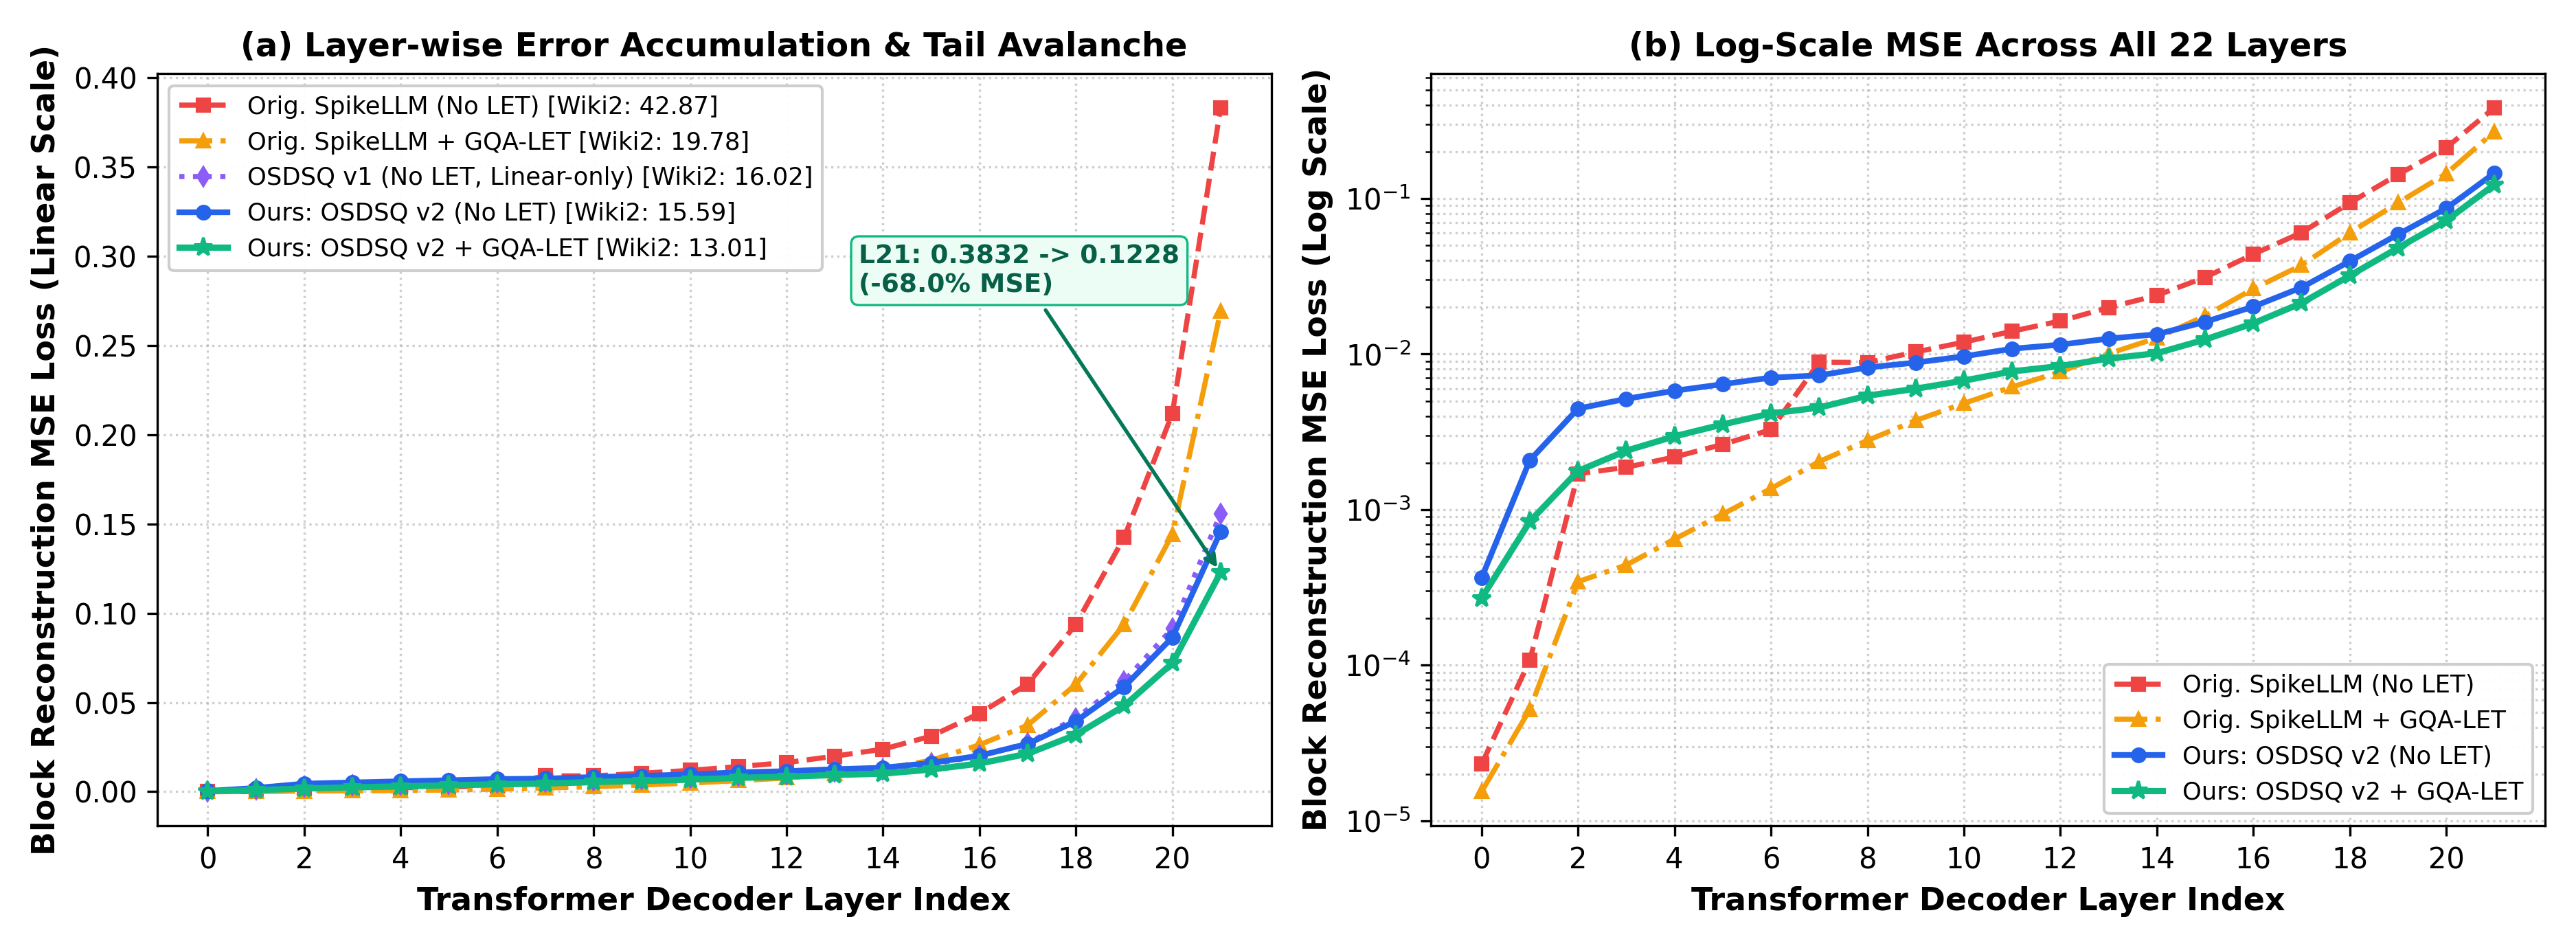 (a) Layer-wise Error Accumulation & Tail Avalanche
Block Reconstruction MSE Loss (Linear Scale)
0.40
0.35
0.30
0.25
0.20
0.15
0.10
0.05
0.00
Orig. SpikeLLM (No LET) [Wiki2: 42.87]
Orig. SpikeLLM + GQA-LET [Wiki2: 19.78]
OSDSQ v1 (No LET, Linear-only) [Wiki2: 16.02]
Ours: OSDSQ v2 (No LET) [Wiki2: 15.59]
Ours: OSDSQ v2 + GQA-LET [Wiki2: 13.01]
L21: 0.3832 -> 0.1228
(-68.0% MSE)
0 2 4 6 8 10 12 14 16 18 20
Transformer Decoder Layer Index
(b) Log-Scale MSE Across All 22 Layers
Block Reconstruction MSE Loss (Log Scale)
10⁻¹
10⁻²
10⁻³
10⁻⁴
10⁻⁵
Orig. SpikeLLM (No LET)
Orig. SpikeLLM + GQA-LET
Ours: OSDSQ v2 (No LET)
Ours: OSDSQ v2 + GQA-LET
0 2 4 6 8 10 12 14 16 18 20
Transformer Decoder Layer Index